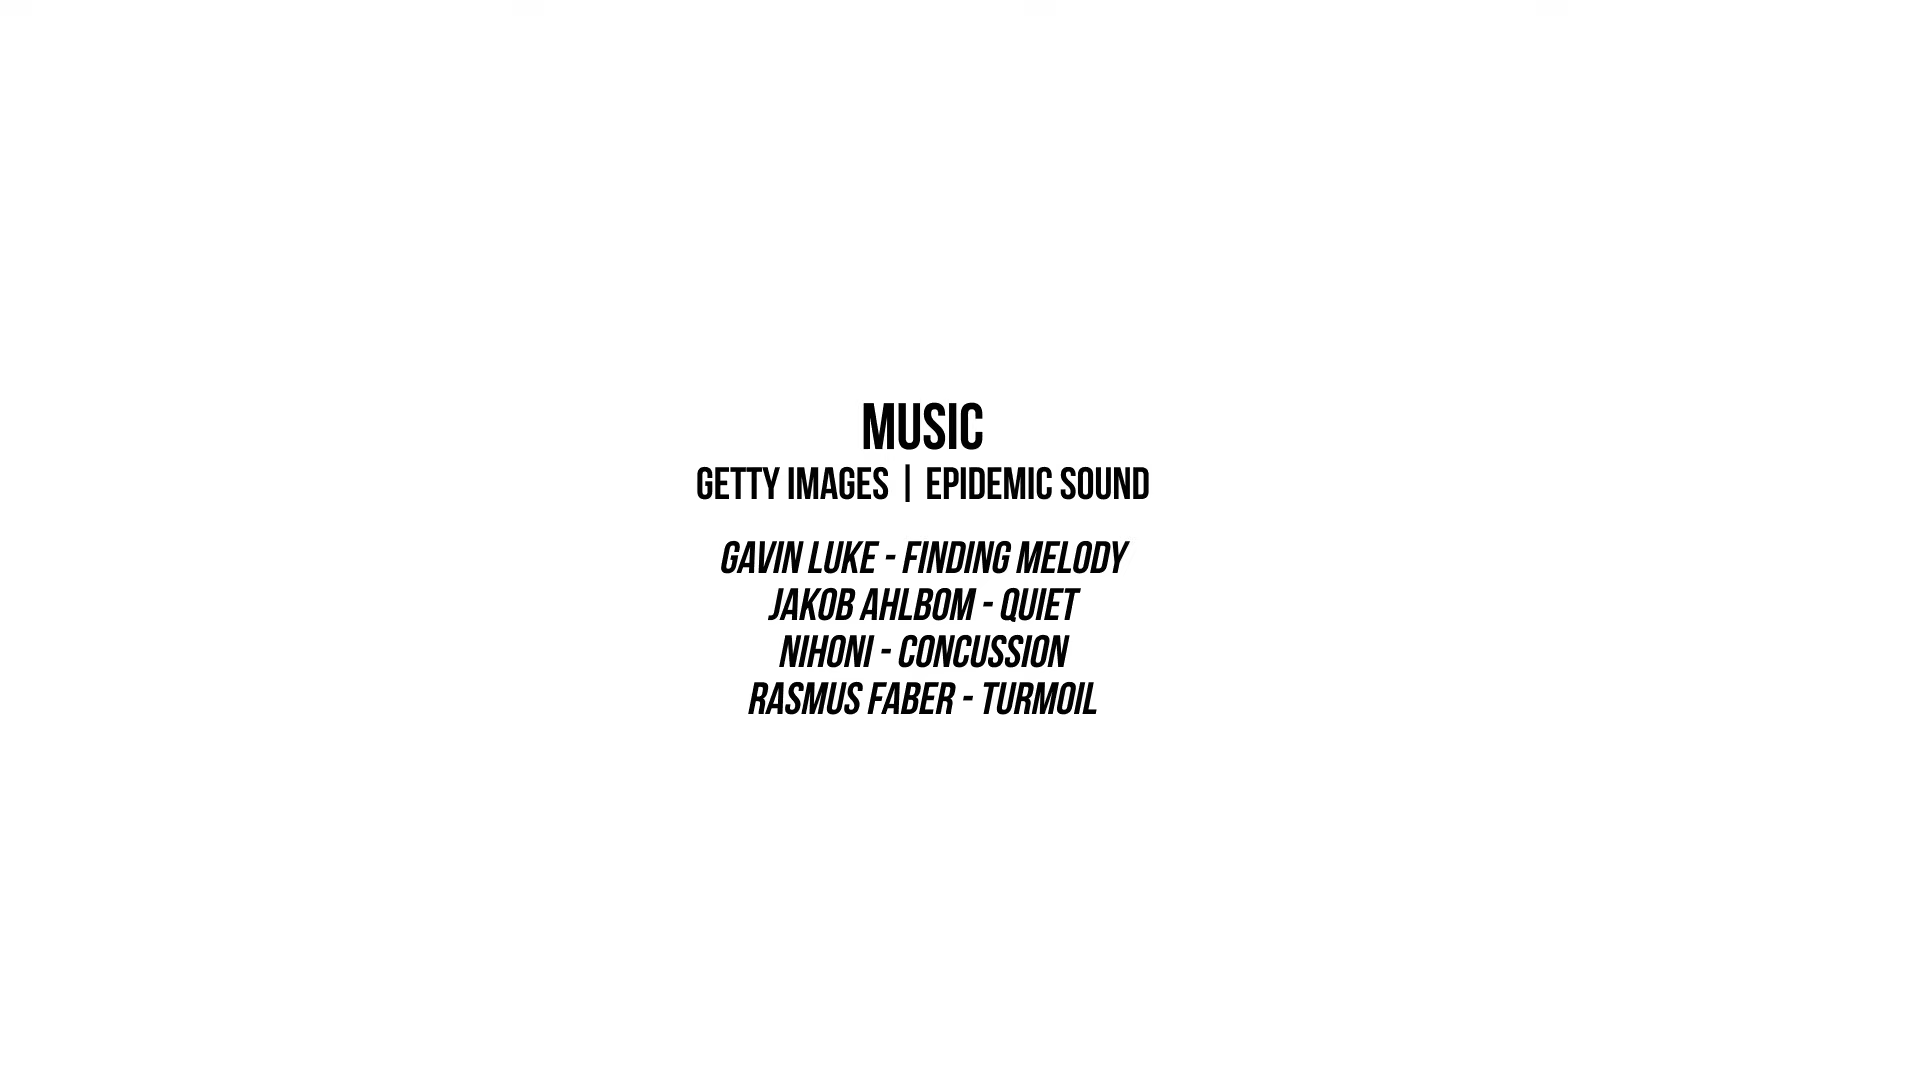 MUSIC
GETTY IMAGES | EPIDEMIC SOUND
GAVIN LUKE - FINDING MELODY
JAKOB AHLBOM - QUIET
NIHONI - CONCUSSION
RASMUS FABER - TURMOIL